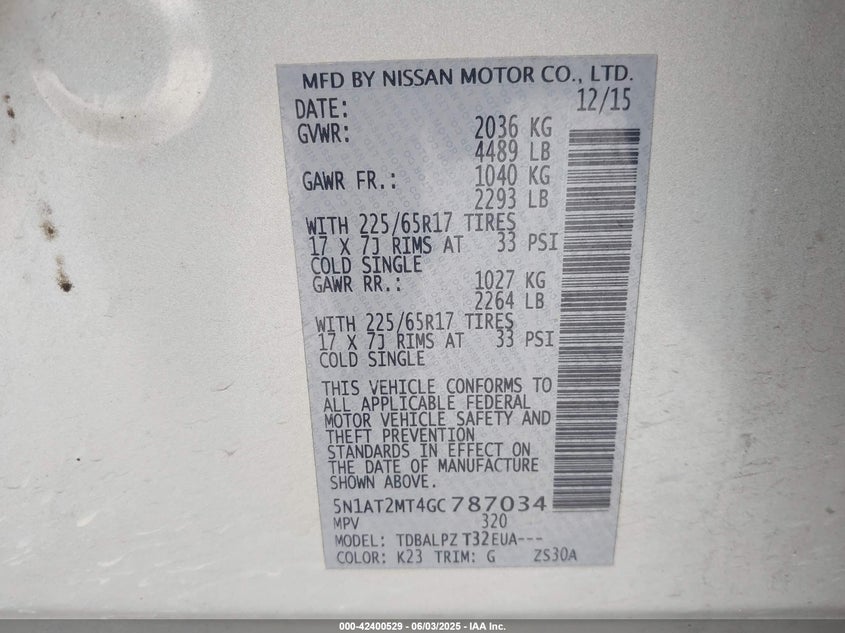 MFD BY NISSAN MOTOR CO., LTD.
DATE: 12/15
GVWR: 2036 KG
4489 LB
GAWR FR.: 1040 KG
2293 LB
WITH 225/65R17 TIRES
17 X 7J RIMS AT 33 PSI
COLD SINGLE
GAWR RR.: 1027 KG
2264 LB
WITH 225/65R17 TIRES
17 X 7J RIMS AT 33 PSI
COLD SINGLE
THIS VEHICLE CONFORMS TO
ALL APPLICABLE FEDERAL
MOTOR VEHICLE SAFETY AND
THEFT PREVENTION
STANDARDS IN EFFECT ON
THE DATE OF MANUFACTURE
SHOWN ABOVE.
5N1AT2MT4GC787034
MPV 320
MODEL: TDBALPZ T32EUA---
COLOR: K23 TRIM: G ZS30A
000-42400529 - 06/03/2025 - IAA Inc.